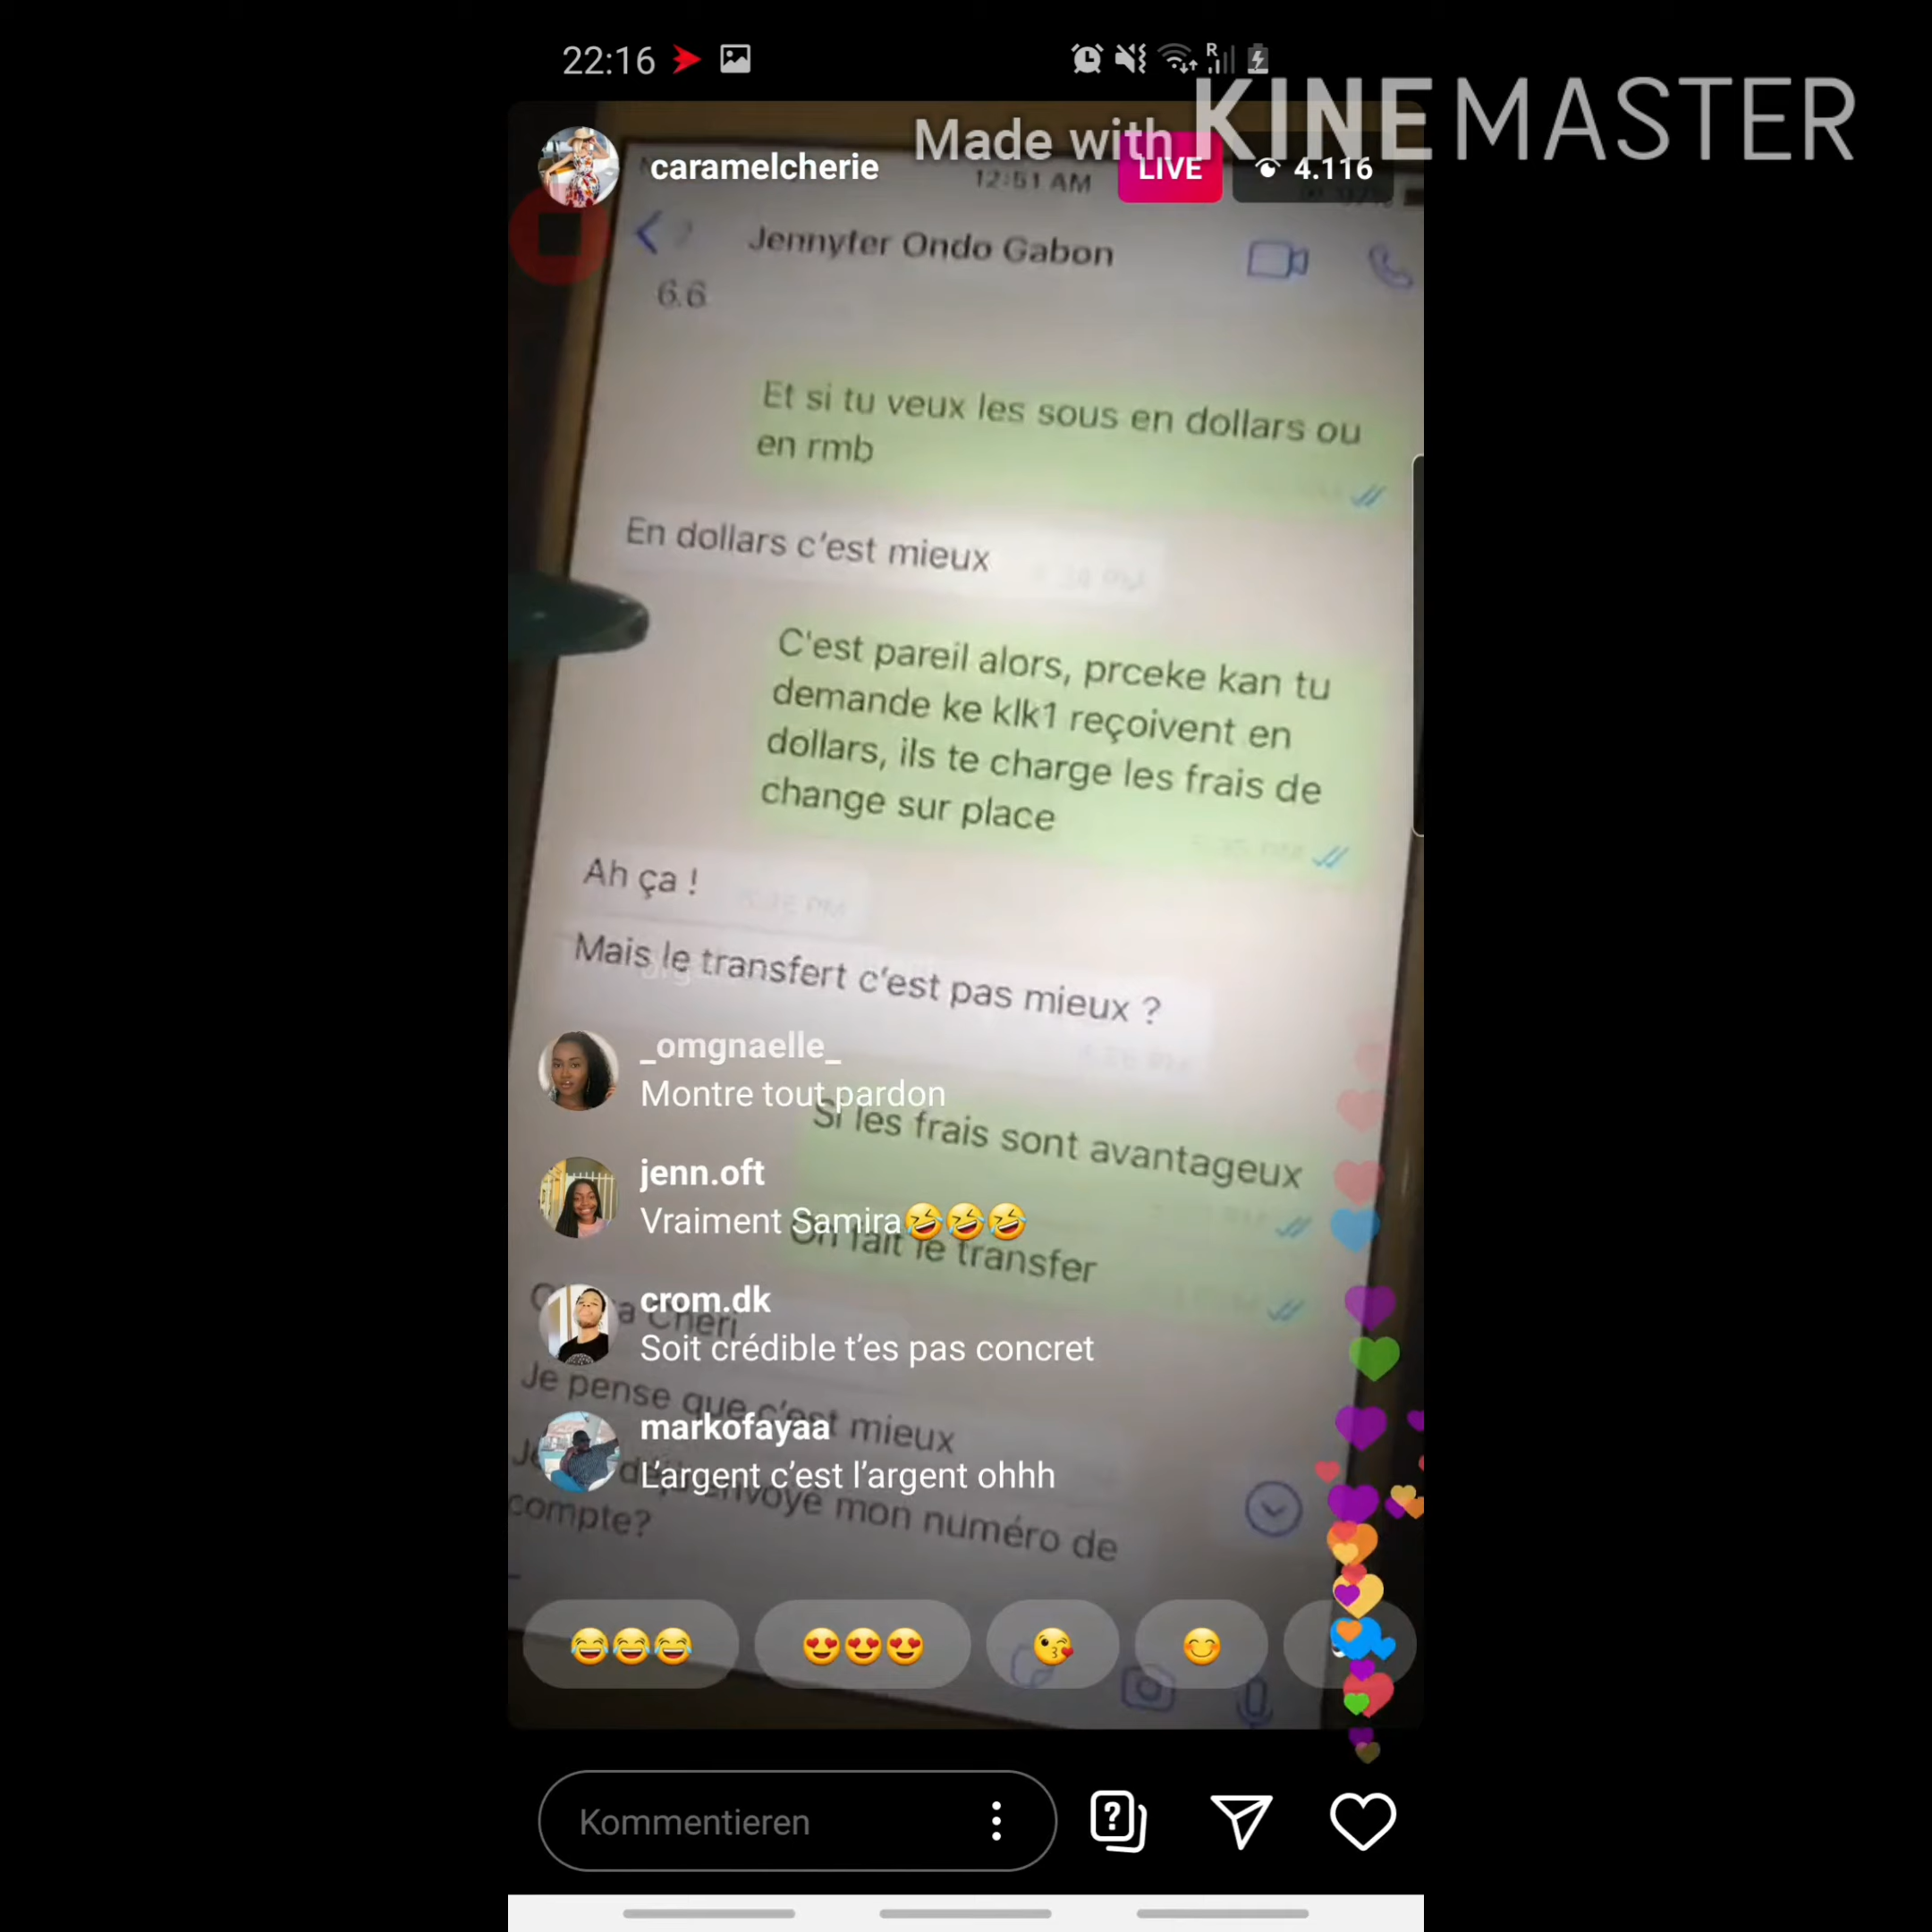 22:16
Made with KINEMASTER
caramelcherie
LIVE
4.116
12:51 AM
Jennyfer Ondo Gabon
6.6
Et si tu veux les sous en dollars ou
en rmb
En dollars c'est mieux
C'est pareil alors, prceke kan tu
demande ke klk1 reçoivent en
dollars, ils te charge les frais de
change sur place
Ah ça !
Mais le transfert c'est pas mieux ?
_omgnaelle_
Montre tout pardon
Si les frais sont avantageux
jenn.oft
Vraiment Samira🤣🤣🤣
On fait le transfer
crom.dk
Cheri
Soit crédible t'es pas concret
Je pense que c'est mieux
markofayaa
L'argent c'est l'argent ohhh
envoyé mon numéro de
compte?
😂😂😂
😍😍😍
😘
😊
Kommentieren